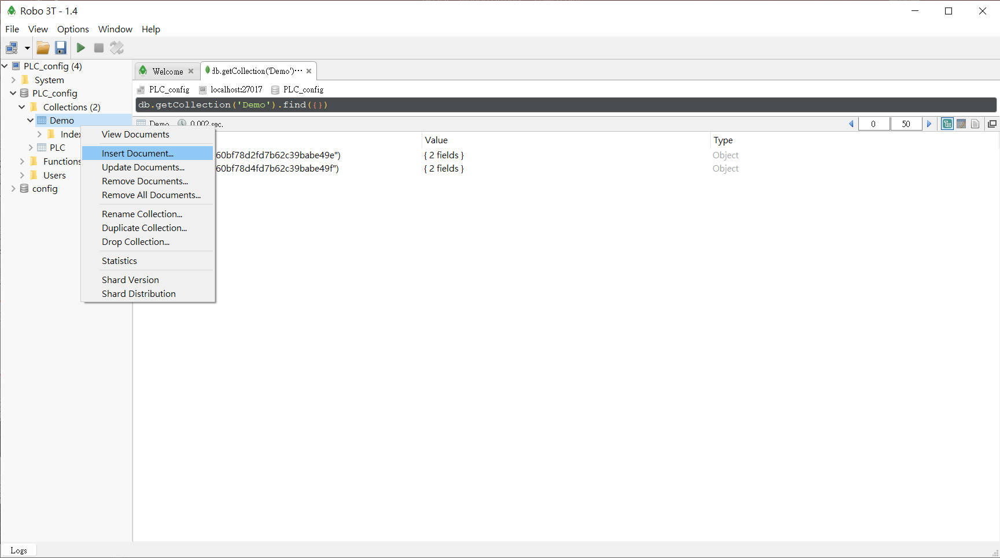 Robo 3T - 1.4
File View Options Window Help
PLC_config (4)
System
PLC_config
Collections (2)
Demo
Index
PLC
Functions
Users
config
Welcome
db.getCollection('Demo')⋯
PLC_config localhost:27017 PLC_config
db.getCollection('Demo').find({})
Demo 0.002 sec.
0 50
Value Type
60bf78d2fd7b62c39babe49e") { 2 fields } Object
60bf78d4fd7b62c39babe49f") { 2 fields } Object
View Documents
Insert Document...
Update Documents...
Remove Documents...
Remove All Documents...
Rename Collection...
Duplicate Collection...
Drop Collection...
Statistics
Shard Version
Shard Distribution
Logs